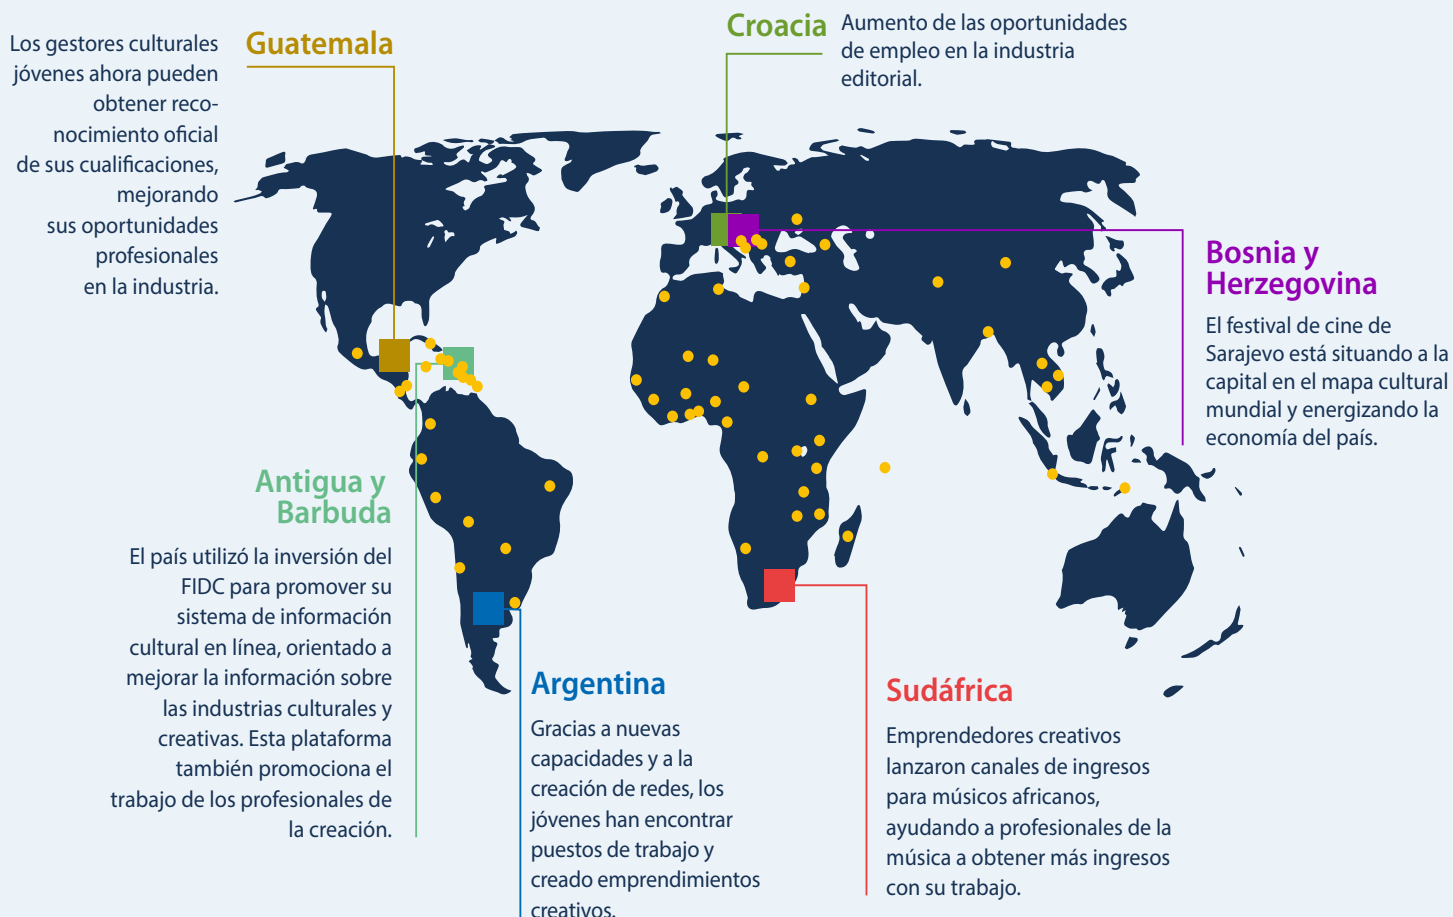 Guatemala
Los gestores culturales
jóvenes ahora pueden
obtener reco-
nocimiento oficial
de sus cualificaciones,
mejorando
sus oportunidades
profesionales
en la industria.
Croacia
Aumento de las oportunidades
de empleo en la industria
editorial.
Bosnia y
Herzegovina
El festival de cine de
Sarajevo está situando a la
capital en el mapa cultural
mundial y energizando la
economía del país.
Antigua y
Barbuda
El país utilizó la inversión del
FIDC para promover su
sistema de información
cultural en línea, orientado a
mejorar la información sobre
las industrias culturales y
creativas. Esta plataforma
también promociona el
trabajo de los profesionales de
la creación.
Argentina
Gracias a nuevas
capacidades y a la
creación de redes, los
jóvenes han encontrar
puestos de trabajo y
creado emprendimientos
creativos.
Sudáfrica
Emprendedores creativos
lanzaron canales de ingresos
para músicos africanos,
ayudando a profesionales de la
música a obtener más ingresos
con su trabajo.